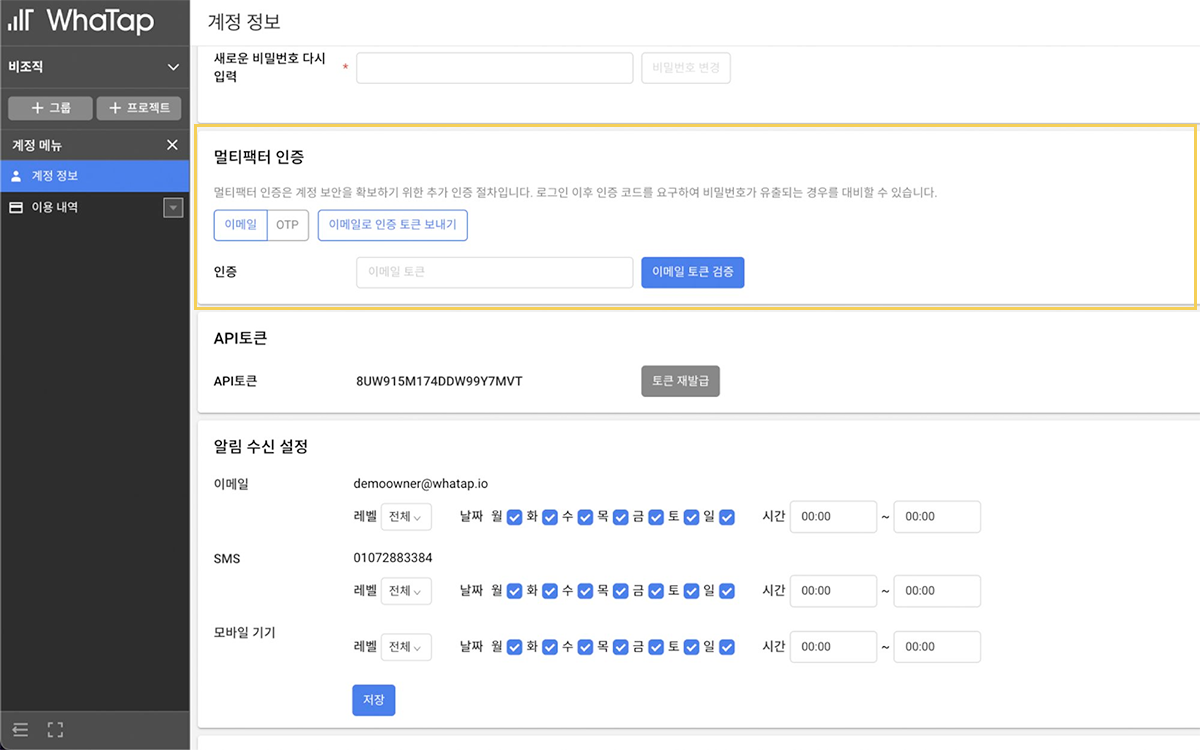 WhaTap
계정 정보
비조직
+ 그룹
+ 프로젝트
계정 메뉴
계정 정보
이용 내역
새로운 비밀번호 다시
입력
*
비밀번호 변경
멀티팩터 인증
멀티팩터 인증은 계정 보안을 확보하기 위한 추가 인증 절차입니다. 로그인 이후 인증 코드를 요구하여 비밀번호가 유출되는 경우를 대비할 수 있습니다.
이메일 OTP 이메일로 인증 토큰 보내기
인증 이메일 토큰 이메일 토큰 검증
API토큰
API토큰 8UW915M174DDW99Y7MVT 토큰 재발급
알림 수신 설정
이메일 demoowner@whatap.io
레벨 전체 날짜 월 화 수 목 금 토 일 시간 00:00 ~ 00:00
SMS 01072883384
레벨 전체 날짜 월 화 수 목 금 토 일 시간 00:00 ~ 00:00
모바일 기기
레벨 전체 날짜 월 화 수 목 금 토 일 시간 00:00 ~ 00:00
저장